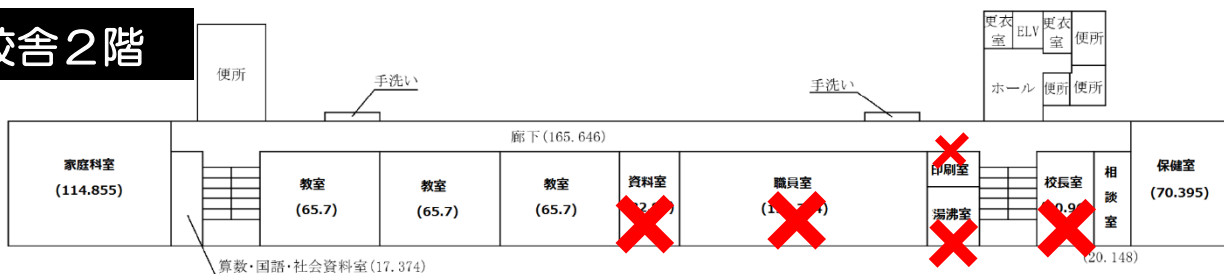 校舎２階
便所
手洗い
手洗い
更衣室
ELV
更衣室
便所
ホール
便所
便所
廊下(165.646)
家庭科室
(114.855)
教室
(65.7)
教室
(65.7)
教室
(65.7)
資料室
職員室
印刷室
湯沸室
校長室
相談室
保健室
(70.395)
算数・国語・社会資料室(17.374)
(20.148)